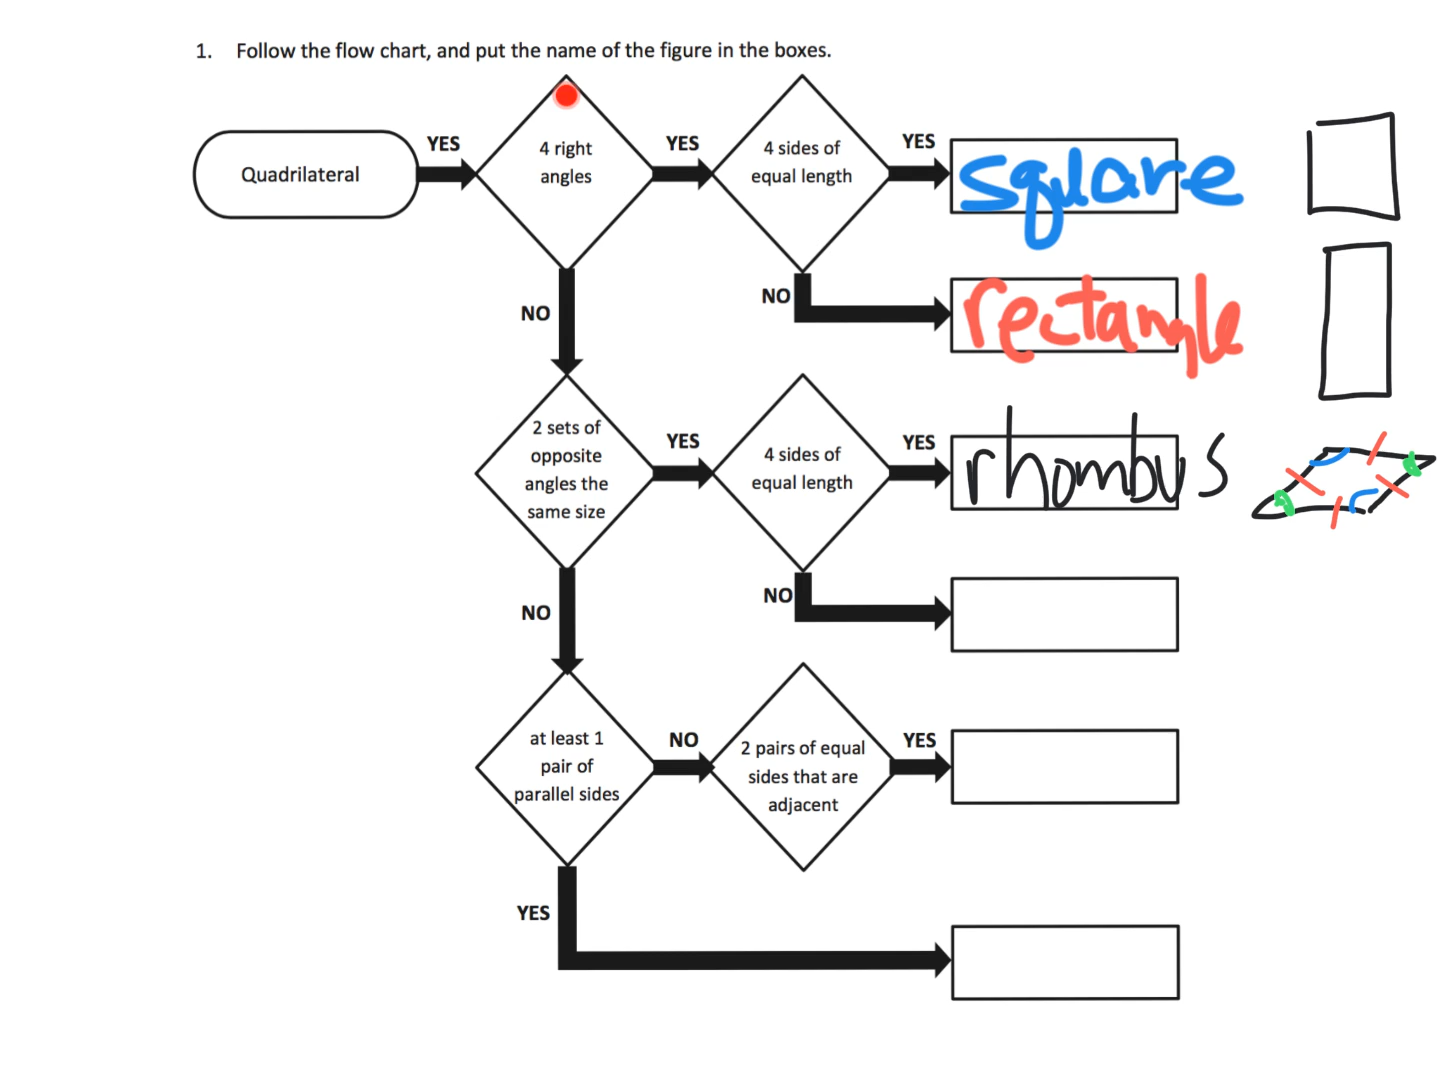 1. Follow the flow chart, and put the name of the figure in the boxes.
Quadrilateral
YES
4 right
angles
YES
4 sides of
equal length
YES
square
NO
NO
rectangle
2 sets of
opposite
angles the
same size
YES
4 sides of
equal length
YES
rhombus
NO
NO
at least 1
pair of
parallel sides
NO
2 pairs of equal
sides that are
adjacent
YES
YES